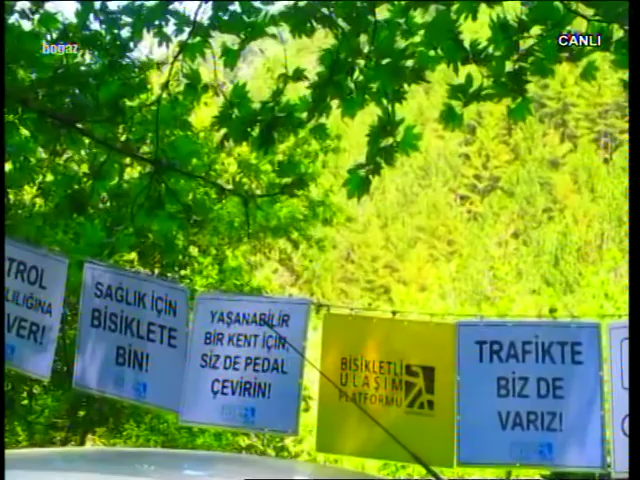 boğaz
CANLI
TROL
VER!
SAĞLIK İÇİN
BİSİKLETE
BİN!
YAŞANABİLİR
BİR KENT İÇİN,
SİZ DE PEDAL
ÇEVİRİN!
BİSİKLETLİ
ULAŞIM
PLATFORMU
TRAFİKTE
BİZ DE
VARIZ!